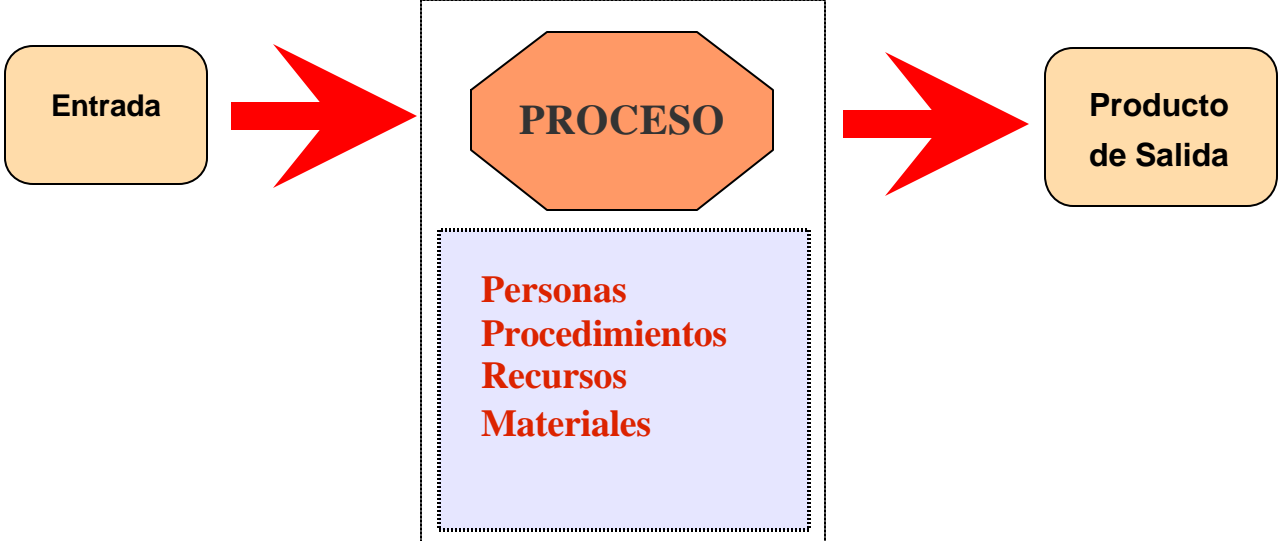 Entrada
PROCESO
Producto
de Salida
Personas
Procedimientos
Recursos
Materiales